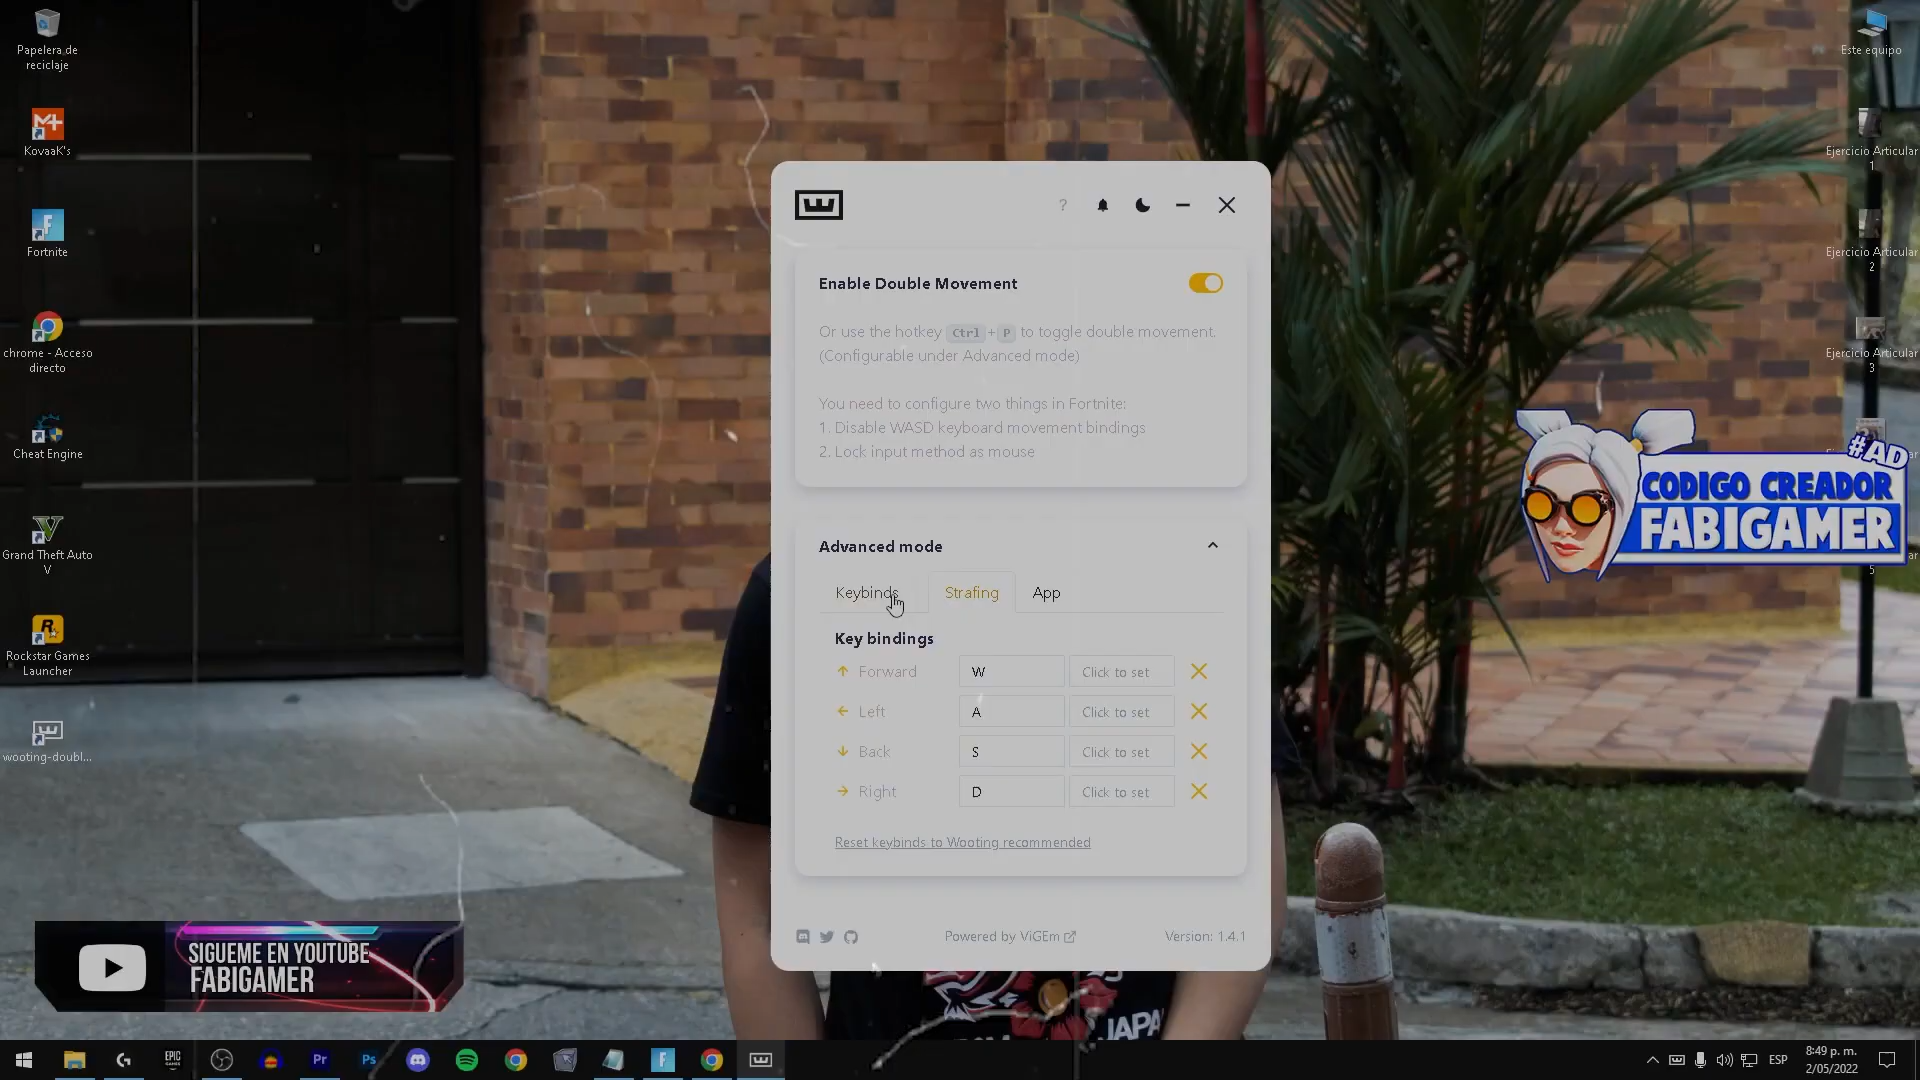 Papelera de
reciclaje
KovaaK's
Fortnite
chrome - Acceso
directo
Cheat Engine
Grand Theft Auto
V
Rockstar Games
Launcher
wooting-doubl...
?
Enable Double Movement
Or use the hotkey Ctrl + P to toggle double movement.
(Configurable under Advanced mode)
You need to configure two things in Fortnite:
1. Disable WASD keyboard movement bindings
2. Lock input method as mouse
Advanced mode
Keybinds Strafing App
Key bindings
Forward W Click to set
Left A Click to set
Back S Click to set
Right D Click to set
Reset keybinds to Wooting recommended
Powered by ViGEm
Version: 1.4.1
Este equipo
Ejercicio Articular
1
Ejercicio Articular
2
Ejercicio Articular
3
#AD
CODIGO CREADOR
FABIGAMER
5
SIGUEME EN YOUTUBE
FABIGAMER
JAPA
EPIC
GAMES
Pr
Ps
ESP
8:49 p. m.
2/05/2022